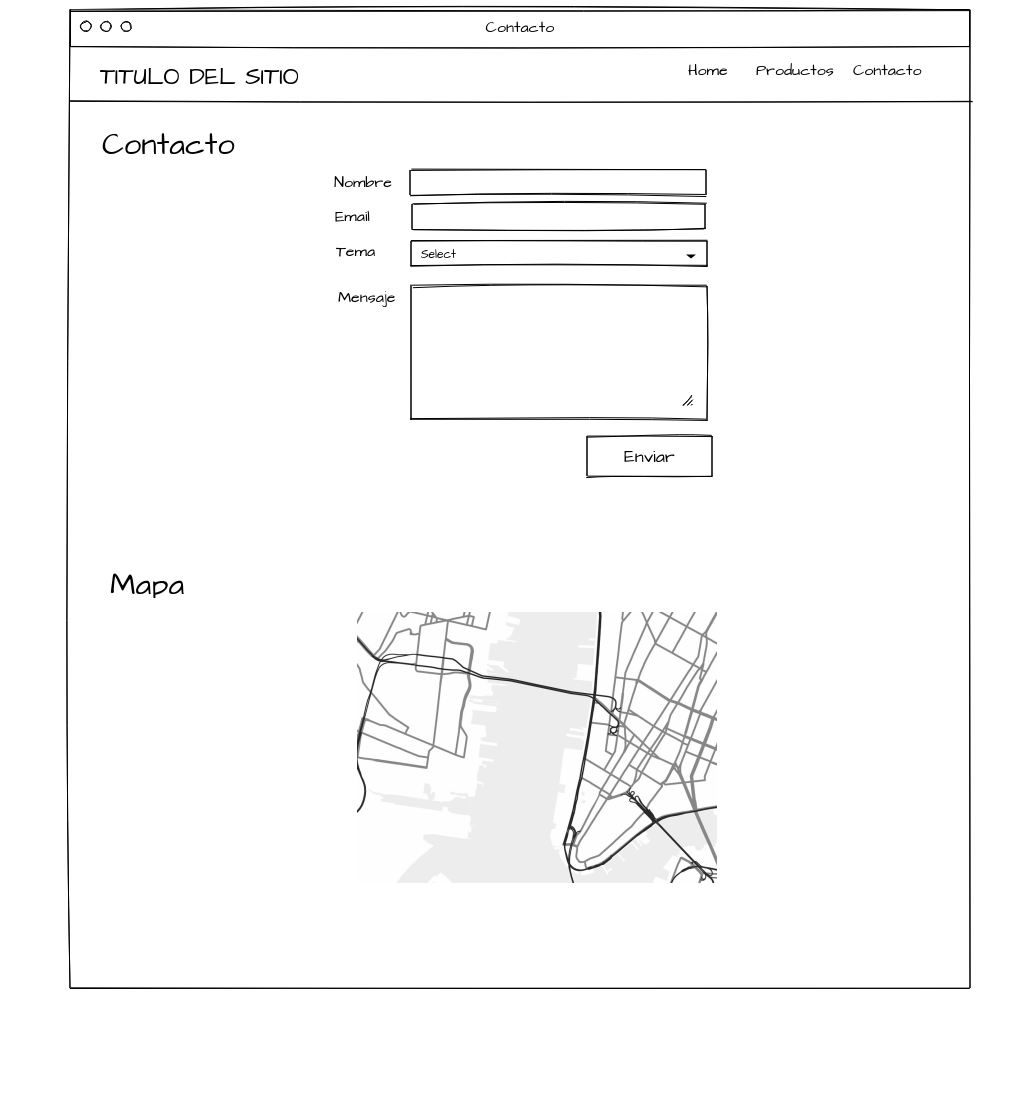 Contacto
TITULO DEL SITIO
Home Productos Contacto
Contacto
Nombre
Email
Tema
Select
Mensaje
Enviar
Mapa